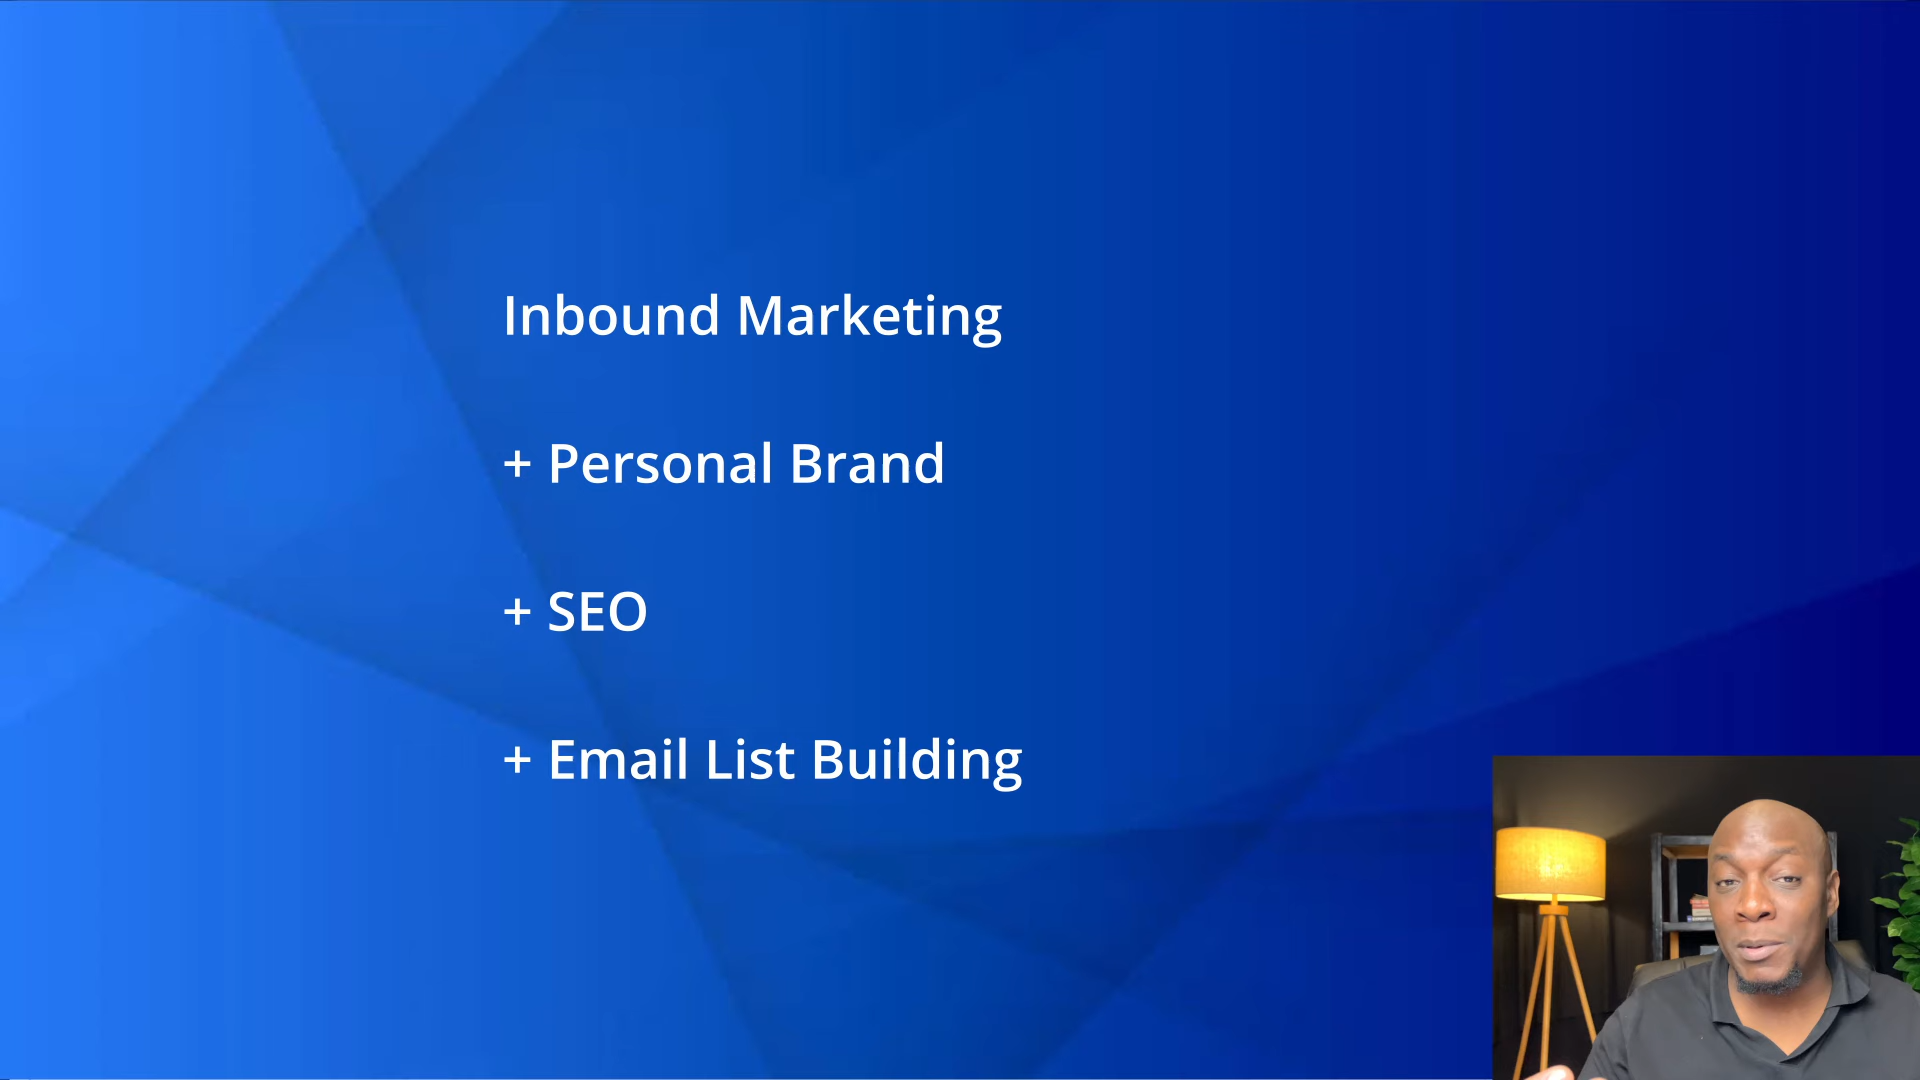 Inbound Marketing
+ Personal Brand
+ SEO
+ Email List Building